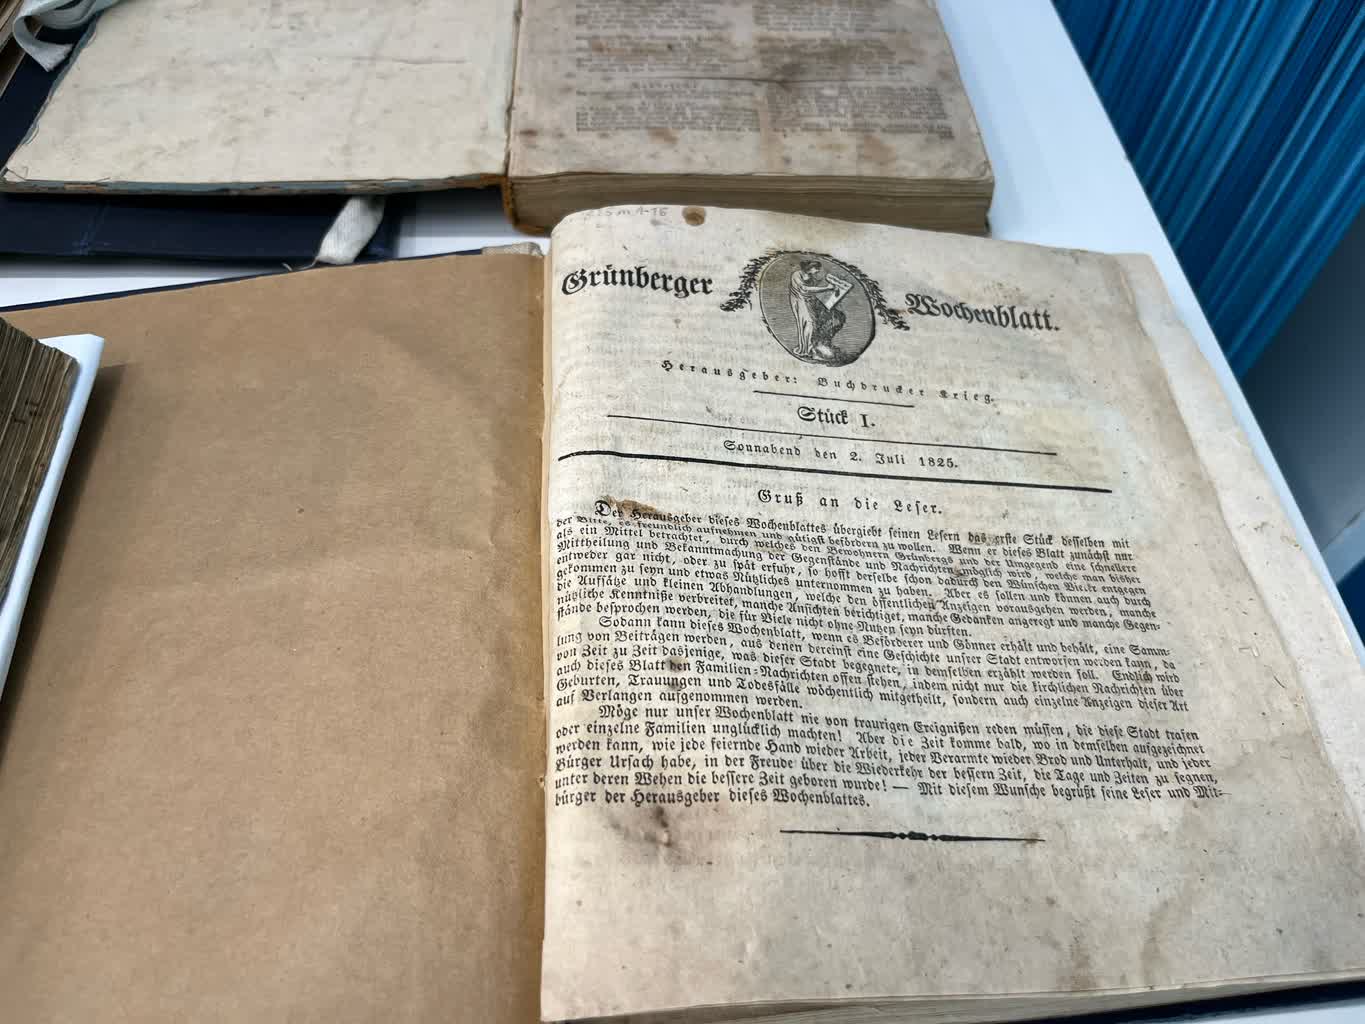 Grünberger Wochenblatt.
Herausgeber: Buchdrucker Krieg.
Stück I.
Sonnabend den 2. Juli 1825.
Gruß an die Leser.
Der Herausgeber dieses Wochenblattes übergiebt seinen Lesern das erste Stück desselben mit
der Bitte, es freundlich aufnehmen und gütigst befördern zu wollen. Wenn er dieses Blatt zunächst nur
als ein Mittel betrachtet, durch welches den Bewohnern Grünbergs und der Umgegend eine schnellere
Mittheilung und Bekanntmachung der Gegenstände und Nachrichten möglich wird, welche man bisher
entweder gar nicht, oder zu spät erfuhr, so hofft derselbe schon dadurch den Wünschen Vieler entgegen
gekommen zu seyn und etwas Nützliches unternommen zu haben. Aber es sollen und können auch durch
die Aufsätze und kleinen Abhandlungen, welche den öffentlichen Anzeigen vorausgehen werden, manche
nützliche Kenntniße verbreitet, manche Ansichten berichtiget, manche Gedanken angeregt und manche Gegen-
stände besprochen werden, die für Viele nicht ohne Nutzen seyn dürften.
Sodann kann dieses Wochenblatt, wenn es Beförderer und Gönner erhält und behält, eine Samm-
lung von Beiträgen werden, aus denen dereinst eine Geschichte unsrer Stadt entworfen werden kann, da
von Zeit zu Zeit dasjenige, was dieser Stadt begegnete, in demselben erzählt werden soll. Endlich wird
auch dieses Blatt den Familien-Nachrichten offen stehen, indem nicht nur die kirchlichen Nachrichten über
Geburten, Trauungen und Todesfälle wöchentlich mitgetheilt, sondern auch einzelne Anzeigen dieser Art
auf Verlangen aufgenommen werden.
Möge nur unser Wochenblatt nie von traurigen Ereignißen reden müssen, die diese Stadt trafen
oder einzelne Familien unglücklich machten! Aber die Zeit komme bald, wo in demselben aufgezeichnet
werden kann, wie jede feiernde Hand wieder Arbeit, jeder Verarmte wieder Brod und Unterhalt, und jeder
Bürger Ursach habe, in der Freude über die Wiederkehr der bessern Zeit, die Tage und Zeiten zu segnen,
unter deren Wehen die bessere Zeit geboren wurde! — Mit diesem Wunsche begrüßt seine Leser und Mit-
bürger der Herausgeber dieses Wochenblattes.